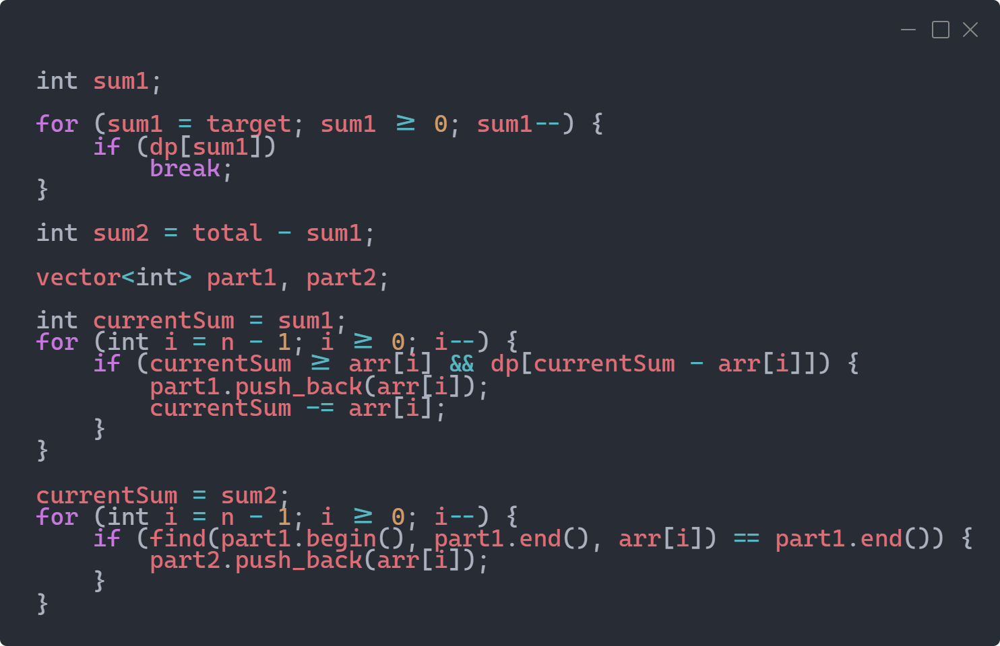 int sum1;
for (sum1 = target; sum1 ≥ 0; sum1--) {
if (dp[sum1])
break;
}
int sum2 = total - sum1;
vector<int> part1, part2;
int currentSum = sum1;
for (int i = n - 1; i ≥ 0; i--) {
if (currentSum ≥ arr[i] && dp[currentSum - arr[i]]) {
part1.push_back(arr[i]);
currentSum -= arr[i];
}
}
currentSum = sum2;
for (int i = n - 1; i ≥ 0; i--) {
if (find(part1.begin(), part1.end(), arr[i]) == part1.end()) {
part2.push_back(arr[i]);
}
}